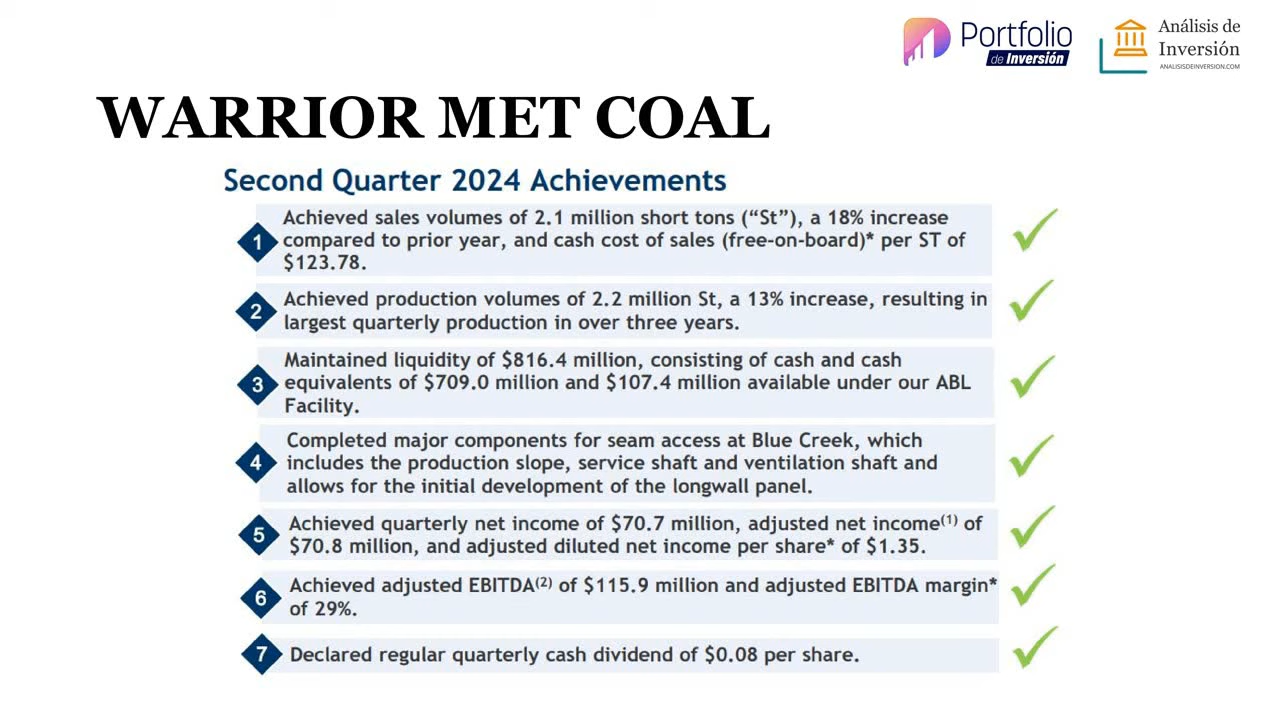 Portfolio
de Inversión
Análisis de
Inversión
ANALISISDEINVERSION.COM
WARRIOR MET COAL
Second Quarter 2024 Achievements
1
Achieved sales volumes of 2.1 million short tons (“St”), a 18% increase
compared to prior year, and cash cost of sales (free-on-board)* per ST of
$123.78.
2
Achieved production volumes of 2.2 million St, a 13% increase, resulting in
largest quarterly production in over three years.
3
Maintained liquidity of $816.4 million, consisting of cash and cash
equivalents of $709.0 million and $107.4 million available under our ABL
Facility.
4
Completed major components for seam access at Blue Creek, which
includes the production slope, service shaft and ventilation shaft and
allows for the initial development of the longwall panel.
5
Achieved quarterly net income of $70.7 million, adjusted net income(1) of
$70.8 million, and adjusted diluted net income per share* of $1.35.
6
Achieved adjusted EBITDA(2) of $115.9 million and adjusted EBITDA margin*
of 29%.
7
Declared regular quarterly cash dividend of $0.08 per share.